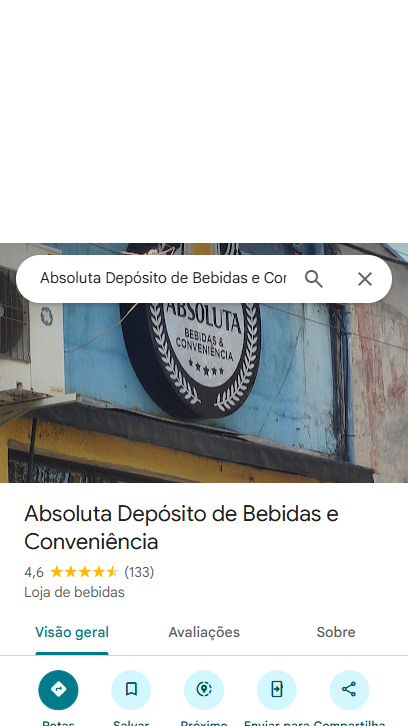 Absoluta Depósito de Bebidas e Cor
ABSOLUTA
BEBIDAS &
CONVENIÊNCIA
Absoluta Depósito de Bebidas e
Conveniência
4,6 ★★★★★ (133)
Loja de bebidas
Visão geral Avaliações Sobre
Rotas Salvar Próximo Enviar para Compartilha